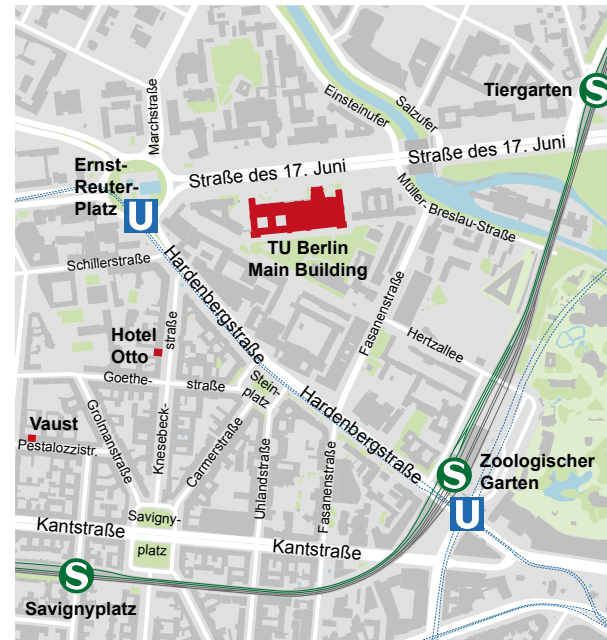 Tiergarten
S
Marchstraße
Einsteinufer
Salzufer
Ernst-
Reuter-
Platz
U
Straße des 17. Juni
Straße des 17. Juni
Müller-Breslau-Straße
TU Berlin
Main Building
Schillerstraße
Hardenbergstraße
Fasanenstraße
Hertzallee
Hotel
Otto
Knesebeck-
straße
Goethe-
straße
Stein-
platz
Hardenbergstraße
Vaust
Pestalozzistr.
Grolmanstraße
Carmerstraße
Uhlandstraße
Fasanenstraße
S
Zoologischer
Garten
U
Kantstraße
Savigny-
platz
Kantstraße
S
Savignyplatz